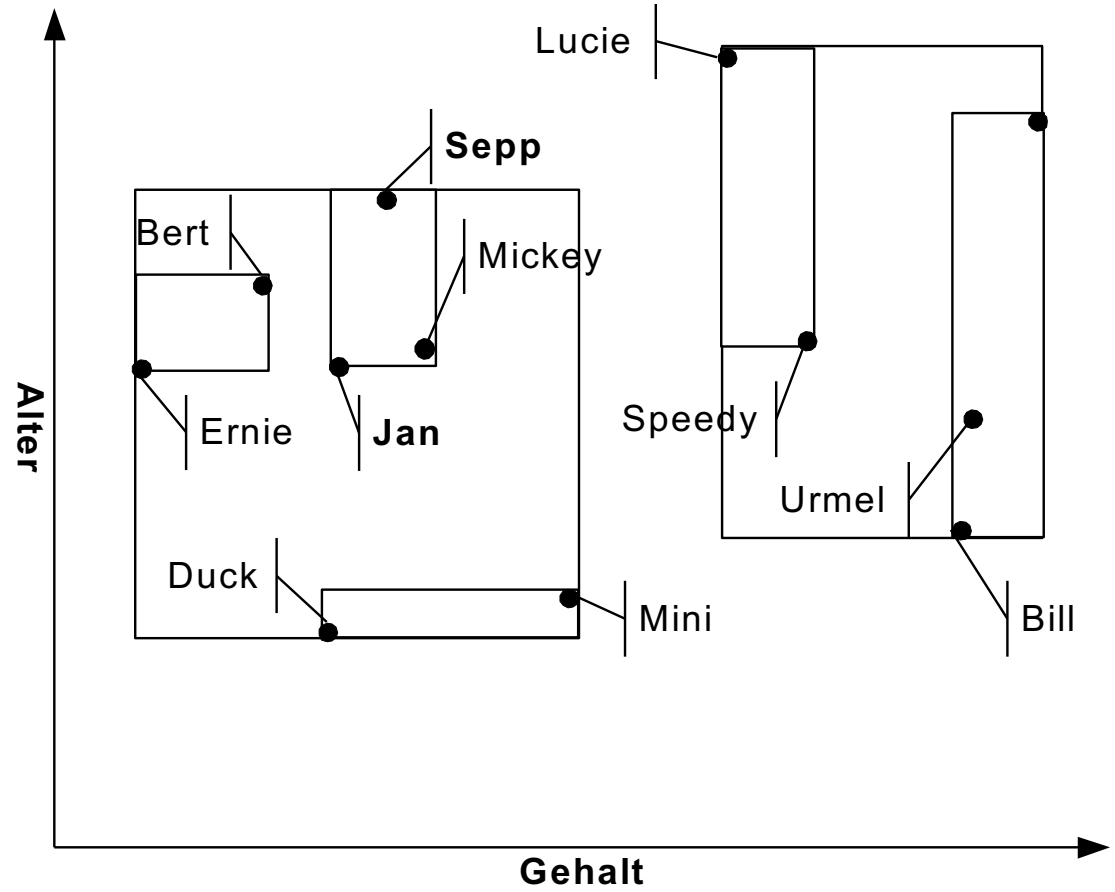 Lucie
Sepp
Bert
Mickey
Alter
Ernie
Jan
Speedy
Urmel
Duck
Mini
Bill
Gehalt